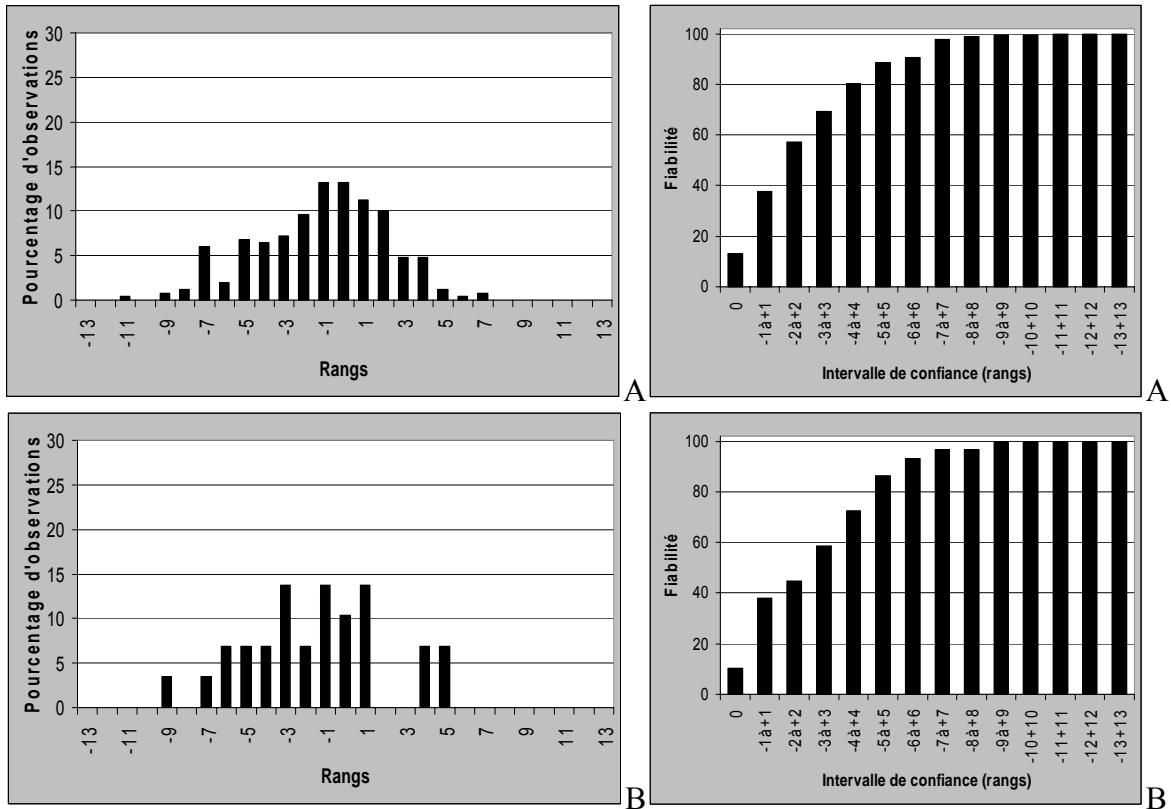 Pourcentage d'observations
30
25
20
15
10
5
0
-13
-11
-9
-7
-5
-3
-1
1
3
5
7
9
11
13
Rangs
A
Fiabilité
100
80
60
40
20
0
0
-1à+1
-2à+2
-3à+3
-4à+4
-5à+5
-6à+6
-7à+7
-8à+8
-9à+9
-10+10
-11+11
-12+12
-13+13
Intervalle de confiance (rangs)
A
Pourcentage d'observations
30
25
20
15
10
5
0
-13
-11
-9
-7
-5
-3
-1
1
3
5
7
9
11
13
Rangs
B
Fiabilité
100
80
60
40
20
0
0
-1à+1
-2à+2
-3à+3
-4à+4
-5à+5
-6à+6
-7à+7
-8à+8
-9à+9
-10+10
-11+11
-12+12
-13+13
Intervalle de confiance (rangs)
B